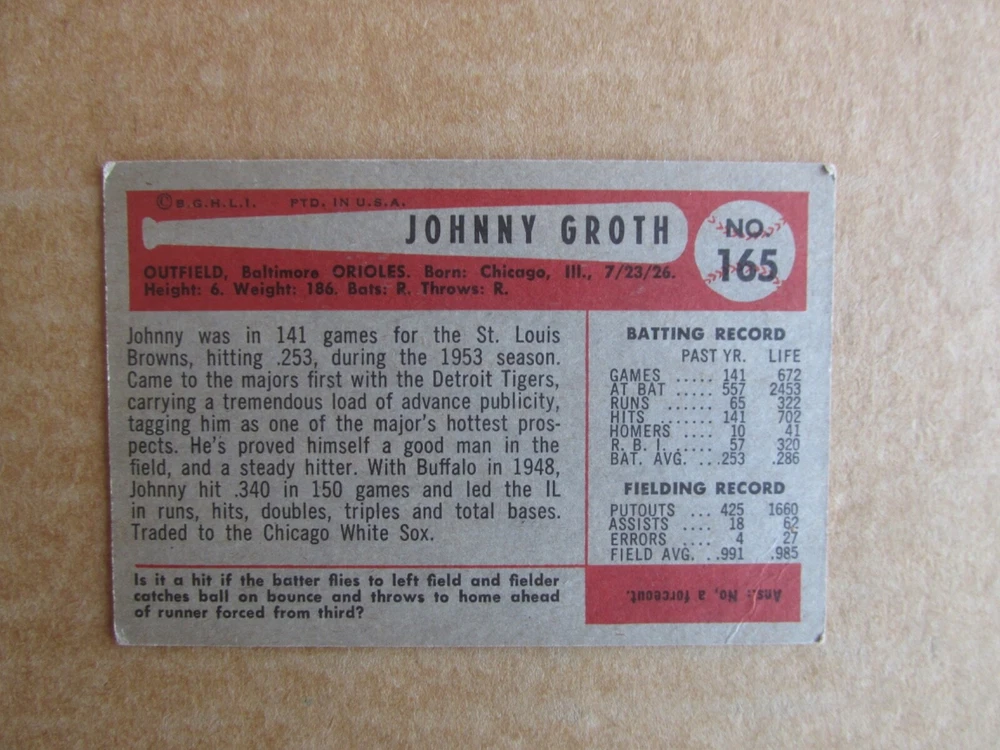 ©B.G.H.L.I. PTD. IN U.S.A.
JOHNNY GROTH
NO.
165
OUTFIELD, Baltimore ORIOLES. Born: Chicago, Ill., 7/23/26.
Height: 6. Weight: 186. Bats: R. Throws: R.
Johnny was in 141 games for the St. Louis
Browns, hitting .253, during the 1953 season.
Came to the majors first with the Detroit Tigers,
carrying a tremendous load of advance publicity,
tagging him as one of the major's hottest pros-
pects. He's proved himself a good man in the
field, and a steady hitter. With Buffalo in 1948,
Johnny hit .340 in 150 games and led the IL
in runs, hits, doubles, triples and total bases.
Traded to the Chicago White Sox.
BATTING RECORD
PAST YR. LIFE
GAMES ..... 141 672
AT BAT ..... 557 2453
RUNS ...... 65 322
HITS ....... 141 702
HOMERS .... 10 41
R. B. I. .... 57 320
BAT. AVG. .. .253 .286
FIELDING RECORD
PUTOUTS .... 425 1660
ASSISTS .... 18 62
ERRORS .... 4 27
FIELD AVG. . .991 .985
Is it a hit if the batter flies to left field and fielder
catches ball on bounce and throws to home ahead
of runner forced from third?
Ans.: No, a forceout.